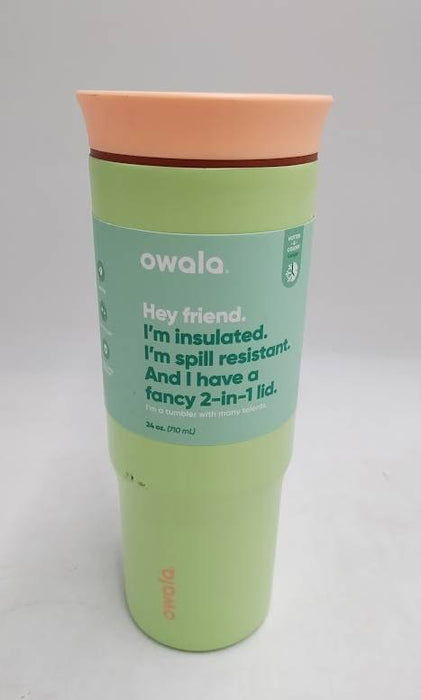 owala.
Hey friend.
I'm insulated.
I'm spill resistant.
And I have a
fancy 2-in-1 lid.
I'm a tumbler with many talents.
24 oz. (710 mL)
owala